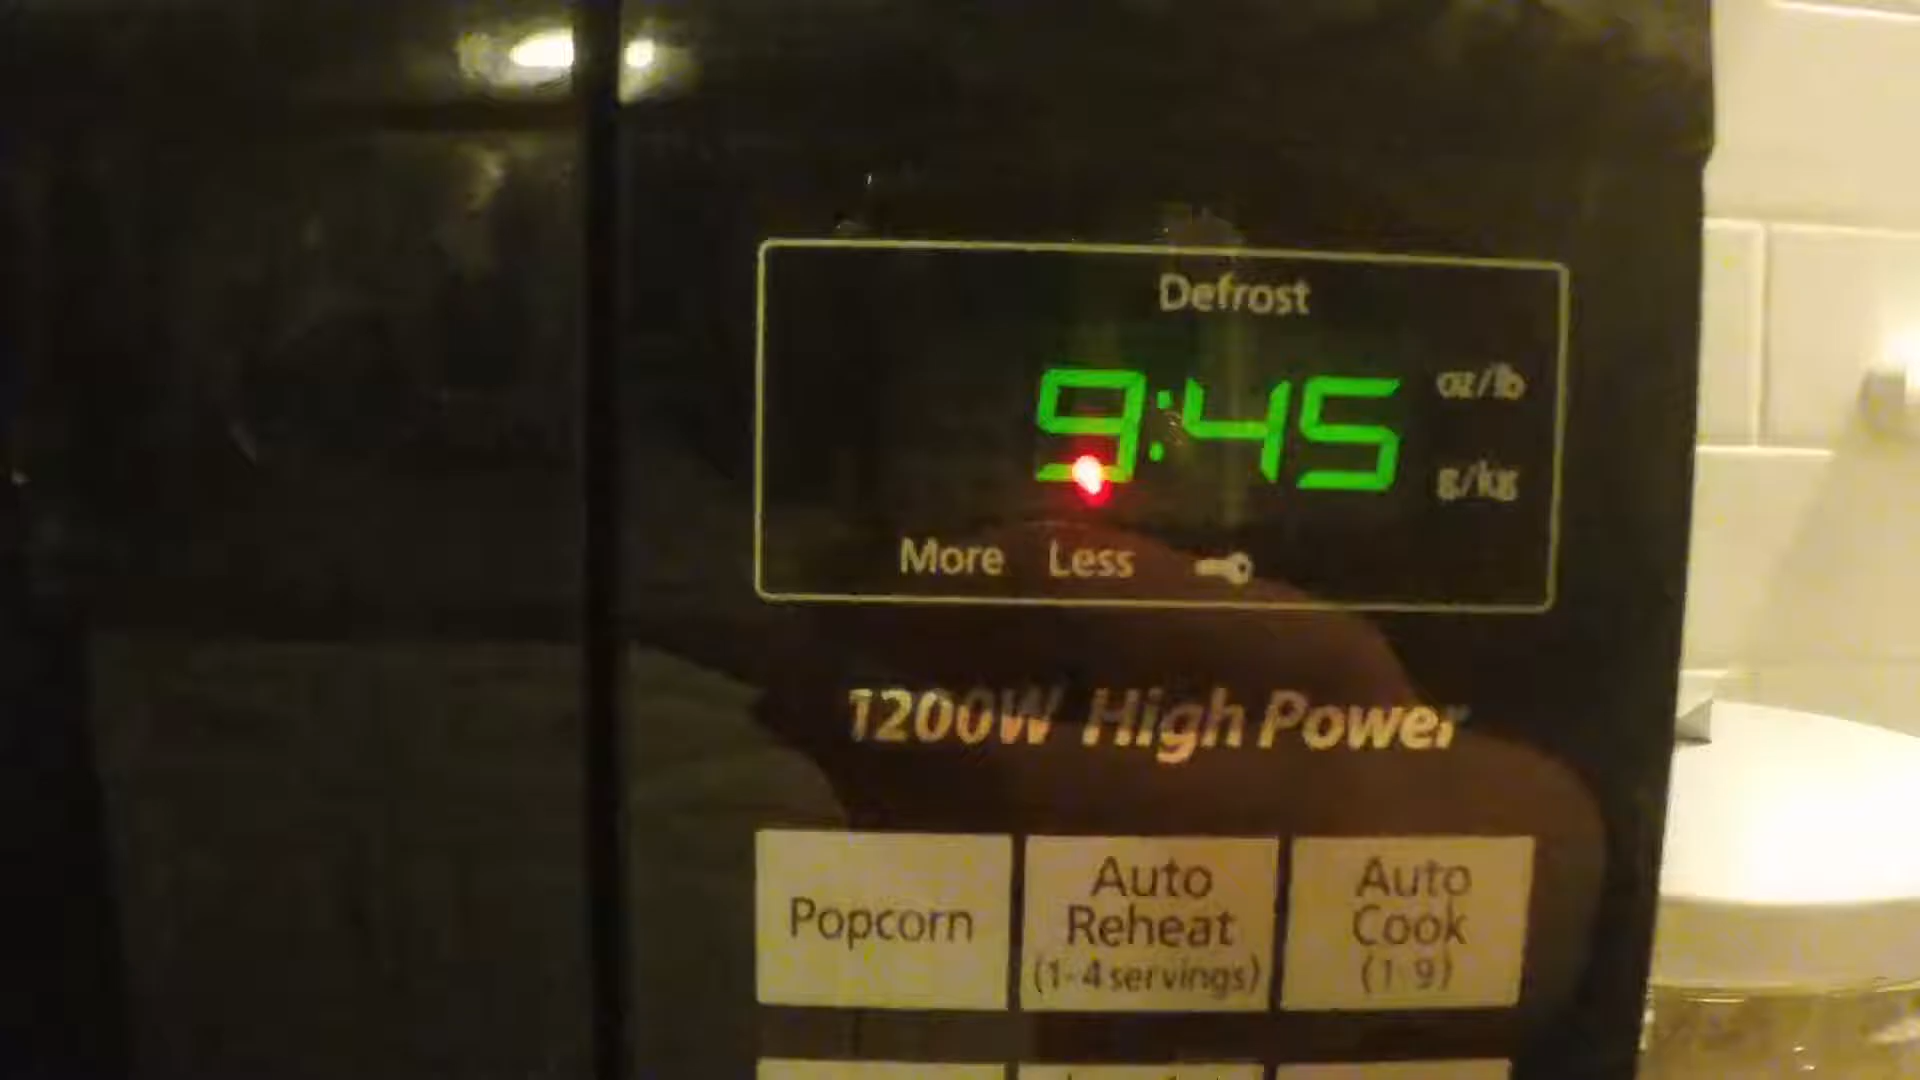 Defrost
9:45
oz/lb
g/kg
More Less
1200W High Power
Popcorn
Auto
Reheat
(1-4 servings)
Auto
Cook
(1-9)